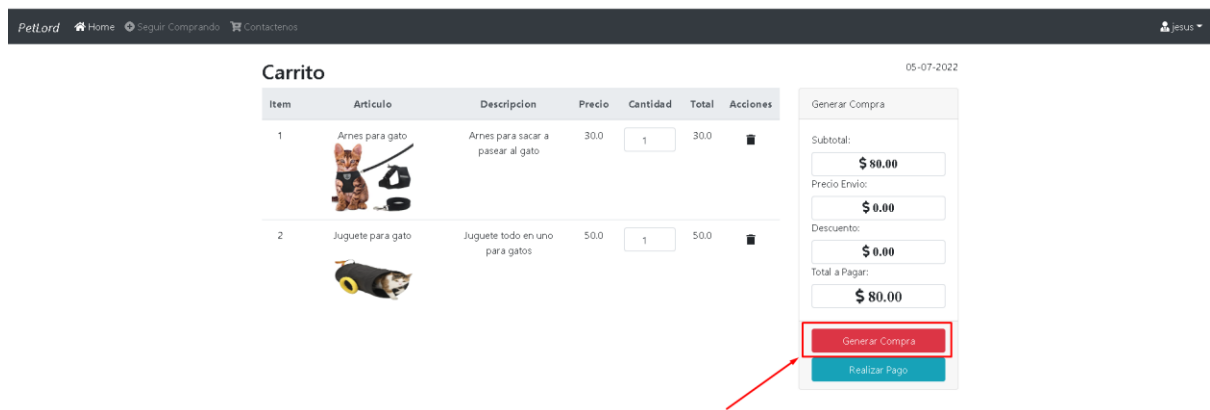 PetLord Home Seguir Comprando Contactenos jesus
Carrito
05-07-2022
Item Articulo Descripcion Precio Cantidad Total Acciones
1 Arnes para gato Arnes para sacar a 30.0 1 30.0
pasear al gato
2 Juguete para gato Juguete todo en uno 50.0 1 50.0
para gatos
Generar Compra
Subtotal:
$ 80.00
Precio Envio:
$ 0.00
Descuento:
$ 0.00
Total a Pagar:
$ 80.00
Generar Compra
Realizar Pago